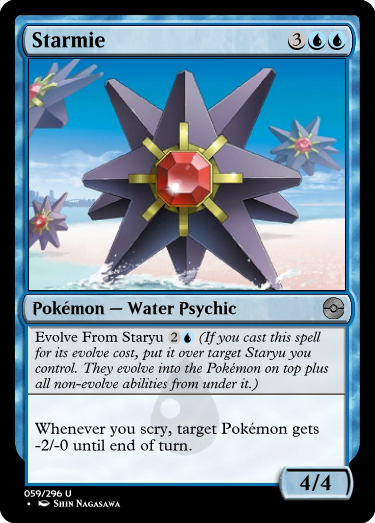 Starmie 3
Pokémon — Water Psychic
Evolve From Staryu 2 (If you cast this spell
for its evolve cost, put it over target Staryu you
control. They evolve into the Pokémon on top plus
all non-evolve abilities from under it.)
Whenever you scry, target Pokémon gets
-2/-0 until end of turn.
4/4
059/296 U
• Shin Nagasawa